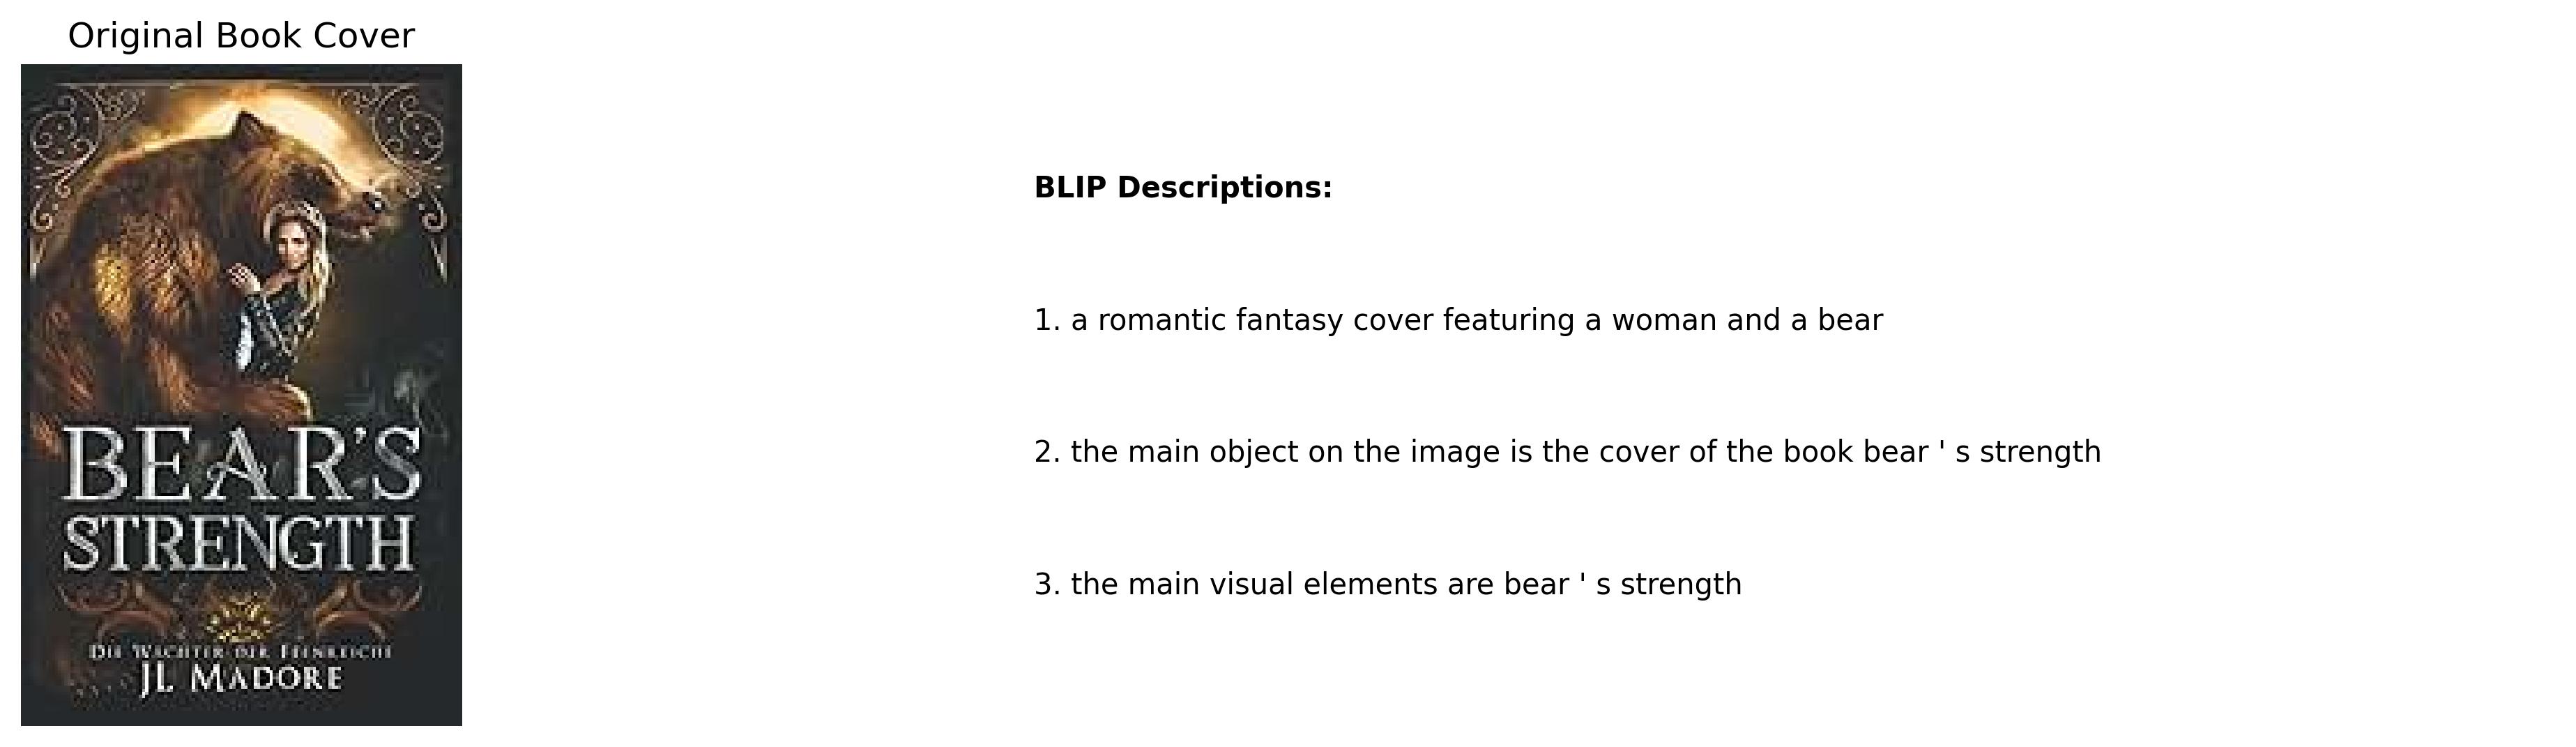 Original Book Cover
BEAR'S
STRENGTH
DIE WÄCHTER DER FEENREICHE
JL MADORE
BLIP Descriptions:
1. a romantic fantasy cover featuring a woman and a bear
2. the main object on the image is the cover of the book bear ' s strength
3. the main visual elements are bear ' s strength